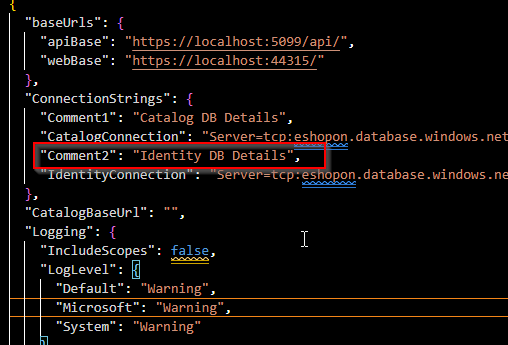 {
"baseUrls": {
"apiBase": "https://localhost:5099/api/",
"webBase": "https://localhost:44315/"
},
"ConnectionStrings": {
"Comment1": "Catalog DB Details",
"CatalogConnection": "Server=tcp:eshopon.database.windows.net
"Comment2": "Identity DB Details",
"IdentityConnection": "Server=tcp:eshopon.database.windows.ne
},
"CatalogBaseUrl": "",
"Logging": {
"IncludeScopes": false,
"LogLevel": {
"Default": "Warning",
"Microsoft": "Warning",
"System": "Warning"
}